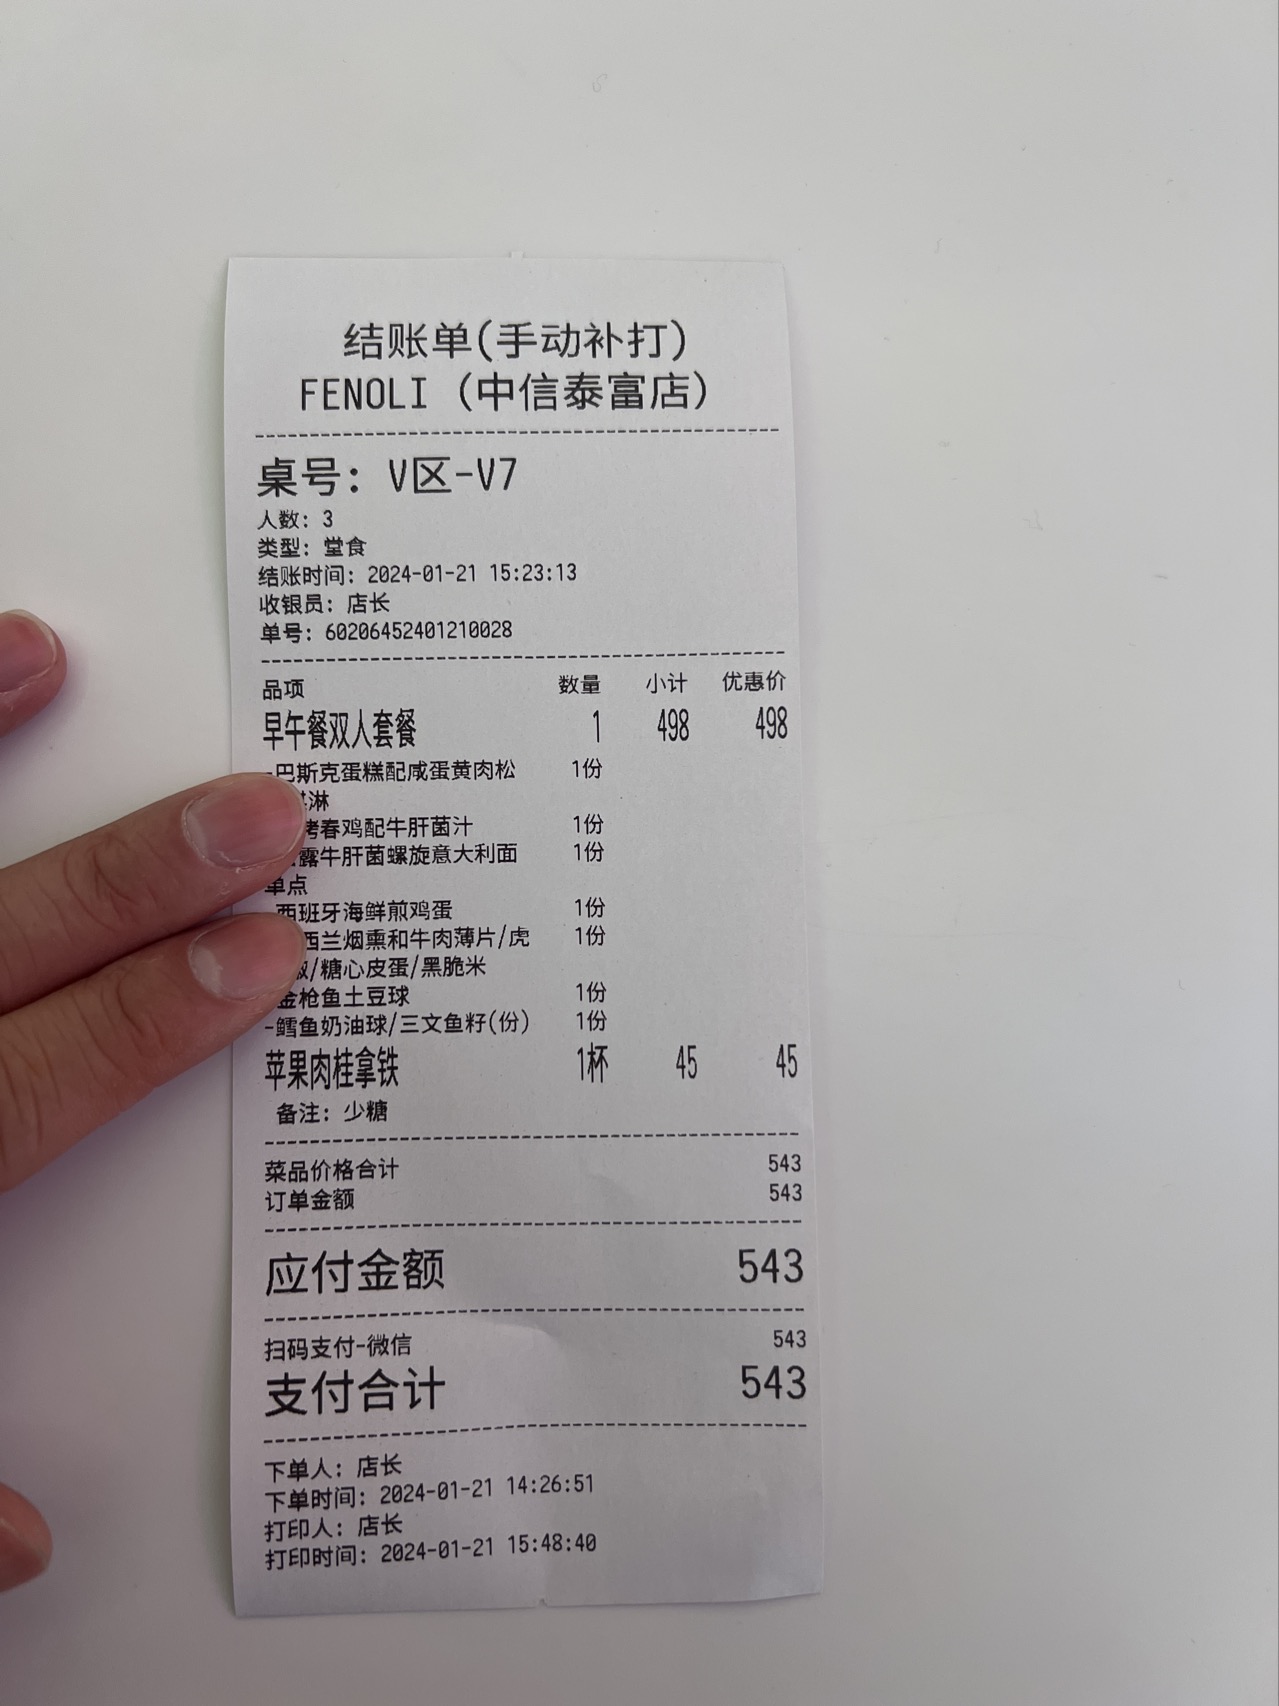 结账单(手动补打)
FENOLI (中信泰富店)
桌号: V区-V7
人数: 3
类型: 堂食
结账时间: 2024-01-21 15:23:13
收银员: 店长
单号: 60206452401210028
品项 数量 小计 优惠价
早午餐双人套餐 1 498 498
-巴斯克蛋糕配咸蛋黄肉松 1份
淋
烤春鸡配牛肝菌汁 1份
露牛肝菌螺旋意大利面 1份
单点
西班牙海鲜煎鸡蛋 1份
西兰烟熏和牛肉薄片/虎 1份
椒/糖心皮蛋/黑脆米
金枪鱼土豆球 1份
-鳕鱼奶油球/三文鱼籽(份) 1份
苹果肉桂拿铁 1杯 45 45
备注: 少糖
菜品价格合计 543
订单金额 543
应付金额 543
扫码支付-微信 543
支付合计 543
下单人: 店长
下单时间: 2024-01-21 14:26:51
打印人: 店长
打印时间: 2024-01-21 15:48:40